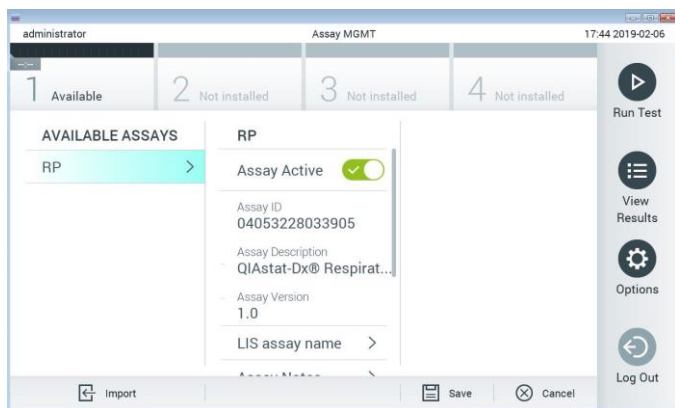 administrator Assay MGMT 17:44 2019-02-06
1 Available 2 Not installed 3 Not installed 4 Not installed
Run Test
AVAILABLE ASSAYS
RP
RP
Assay Active
Assay ID
04053228033905
Assay Description
QIAstat-Dx® Respirat...
Assay Version
1.0
LIS assay name
Assay Notes
View
Results
Options
Log Out
Import Save Cancel